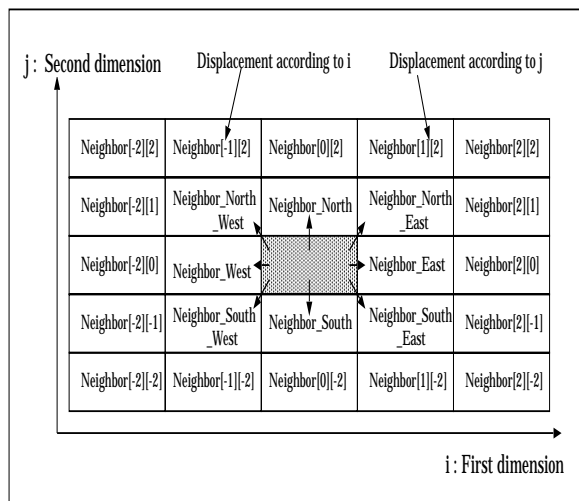 j : Second dimension
Displacement according to i
Displacement according to j
Neighbor[-2][2]
Neighbor[-1][2]
Neighbor[0][2]
Neighbor[1][2]
Neighbor[2][2]
Neighbor[-2][1]
Neighbor_North
_West
Neighbor_North
Neighbor_North
_East
Neighbor[2][1]
Neighbor[-2][0]
Neighbor_West
Neighbor_East
Neighbor[2][0]
Neighbor[-2][-1]
Neighbor_South
_West
Neighbor_South
Neighbor_South
_East
Neighbor[2][-1]
Neighbor[-2][-2]
Neighbor[-1][-2]
Neighbor[0][-2]
Neighbor[1][-2]
Neighbor[2][-2]
i : First dimension